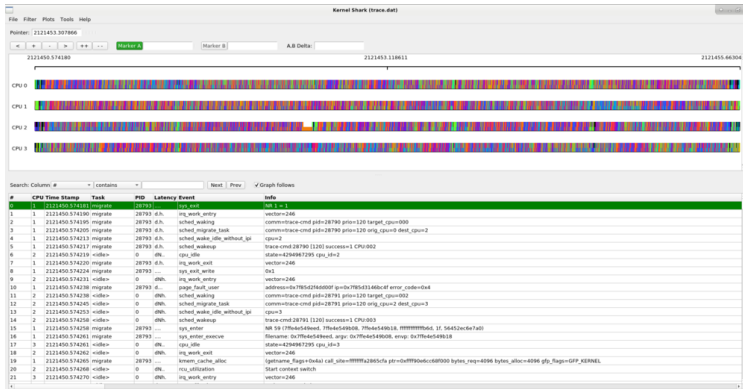 Kernel Shark (trace.dat)
File Filter Plots Tools Help
Pointer: 2121453.307866
< + - > ++ -- Marker A Marker B A,B Delta:
2121450.574180 2121453.118611 2121455.66304
CPU 0
CPU 1
CPU 2
CPU 3
Search: Column # contains Next Prev Graph follows
# CPU Time Stamp Task PID Latency Event Info
0 1 2121450.574181 migrate 28793 ... sys_exit NR 1 = 1
1 1 2121450.574190 migrate 28793 d.h. irq_work_entry vector=246
2 1 2121450.574195 migrate 28793 d.h. sched_waking comm=trace-cmd pid=28790 prio=120 target_cpu=000
3 1 2121450.574205 migrate 28793 d.h. sched_migrate_task comm=trace-cmd pid=28790 prio=120 orig_cpu=0 dest_cpu=2
4 1 2121450.574213 migrate 28793 d.h. sched_wake_idle_without_ipi cpu=2
5 1 2121450.574217 migrate 28793 d.h. sched_wakeup trace-cmd:28790 [120] success=1 CPU:002
6 2 2121450.574219 <idle> 0 dN.. cpu_idle state=4294967295 cpu_id=2
7 1 2121450.574220 migrate 28793 d.h. irq_work_exit vector=246
8 1 2121450.574224 migrate 28793 .... sys_exit_write 0x1
9 2 2121450.574231 <idle> 0 dNh. irq_work_entry vector=246
10 1 2121450.574238 migrate 28793 d... page_fault_user
11 2 2121450.574238 <idle> 0 dNh. sched_waking comm=trace-cmd pid=28791 prio=120 target_cpu=002
12 2 2121450.574245 <idle> 0 dNh. sched_migrate_task comm=trace-cmd pid=28791 prio=120 orig_cpu=2 dest_cpu=3
13 2 2121450.574253 <idle> 0 dNh. sched_wake_idle_without_ipi cpu=3
14 2 2121450.574258 <idle> 0 dNh. sched_wakeup trace-cmd:28791 [120] success=1 CPU:003
15 1 2121450.574258 migrate 28793 .... sys_enter
16 1 2121450.574261 migrate 28793 .... sys_enter_execve
17 3 2121450.574261 <idle> 0 dN.. cpu_idle state=4294967295 cpu_id=3
18 2 2121450.574262 <idle> 0 dNh. irq_work_exit vector=246
19 1 2121450.574265 migrate 28793 .... kmem_cache_alloc bytes_req=4096 bytes_alloc=4096 gfp_flags=GFP_KERNEL
20 2 2121450.574268 <idle> 0 dN.. rcu_utilization Start context switch
21 3 2121450.574270 <idle> 0 dNh. irq_work_entry vector=246